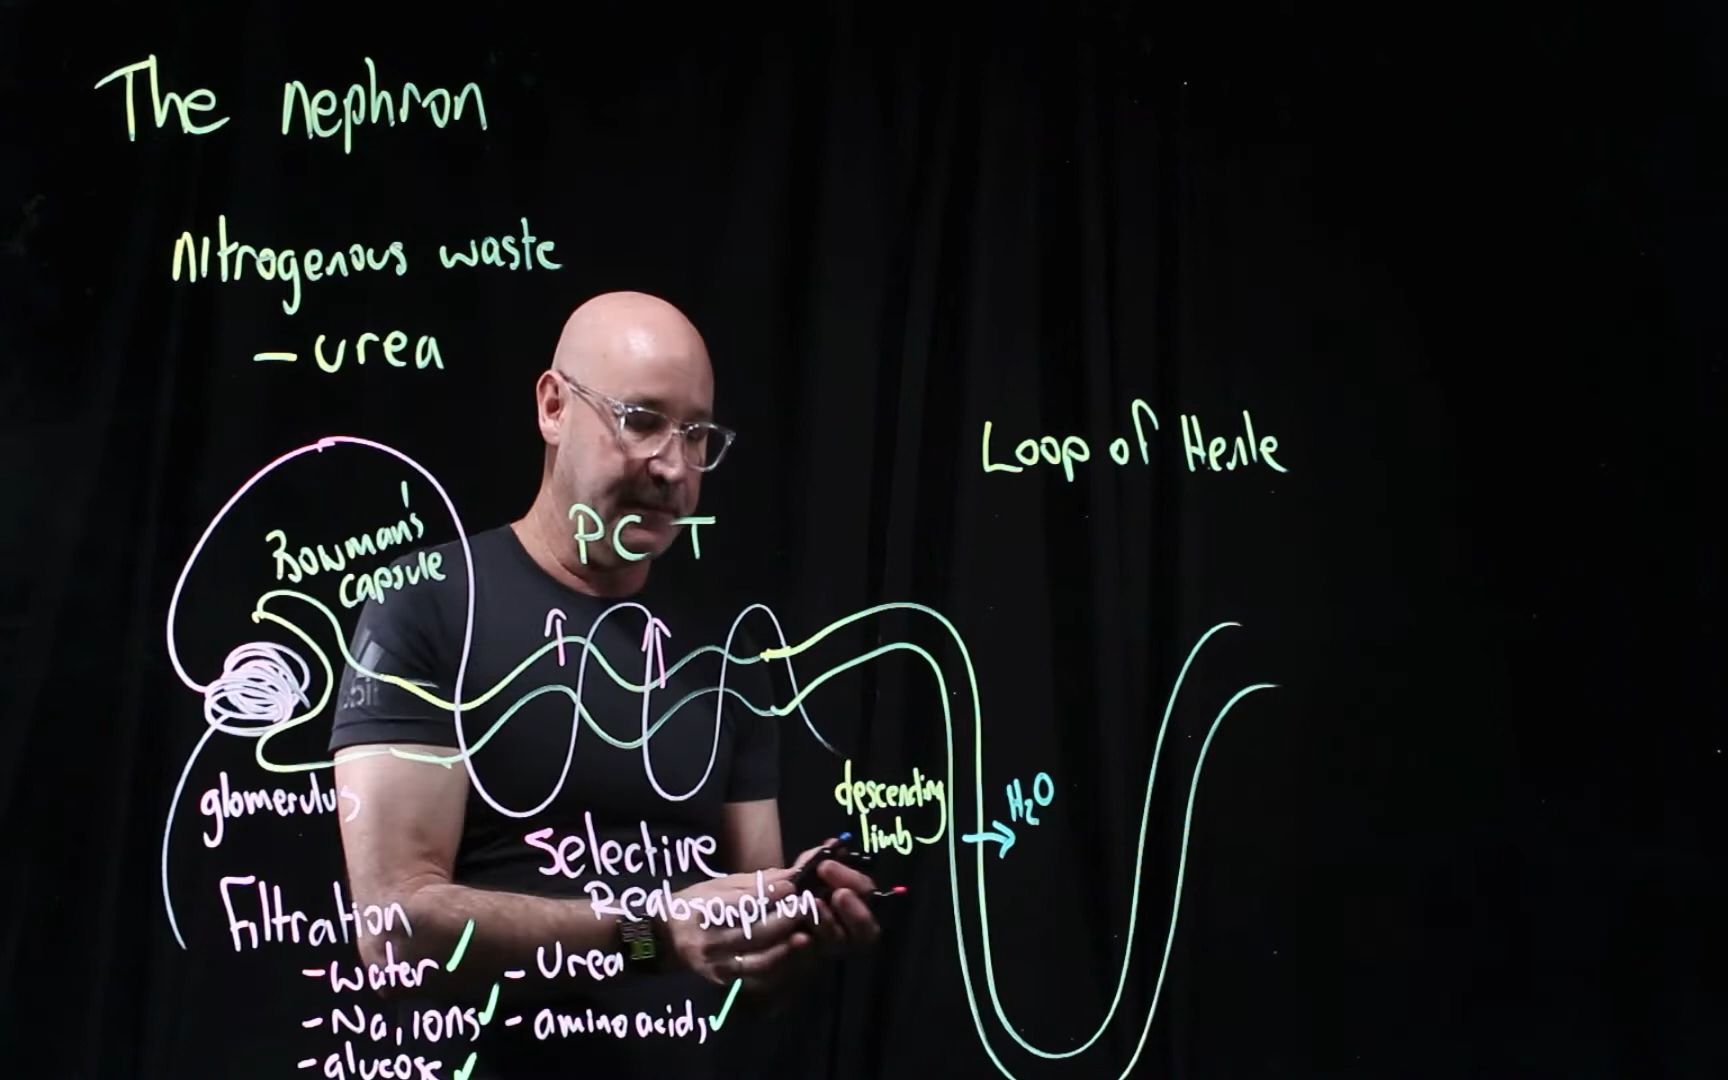 The nephron
nitrogenous waste
- urea
Loop of Henle
Bowman's
capsule
PCT
glomerulus
descending
limb
H₂O
Selective
Reabsorption
Filtration
- water ✓
- Urea
- Na, ions ✓
- amino acids ✓
- glucose ✓